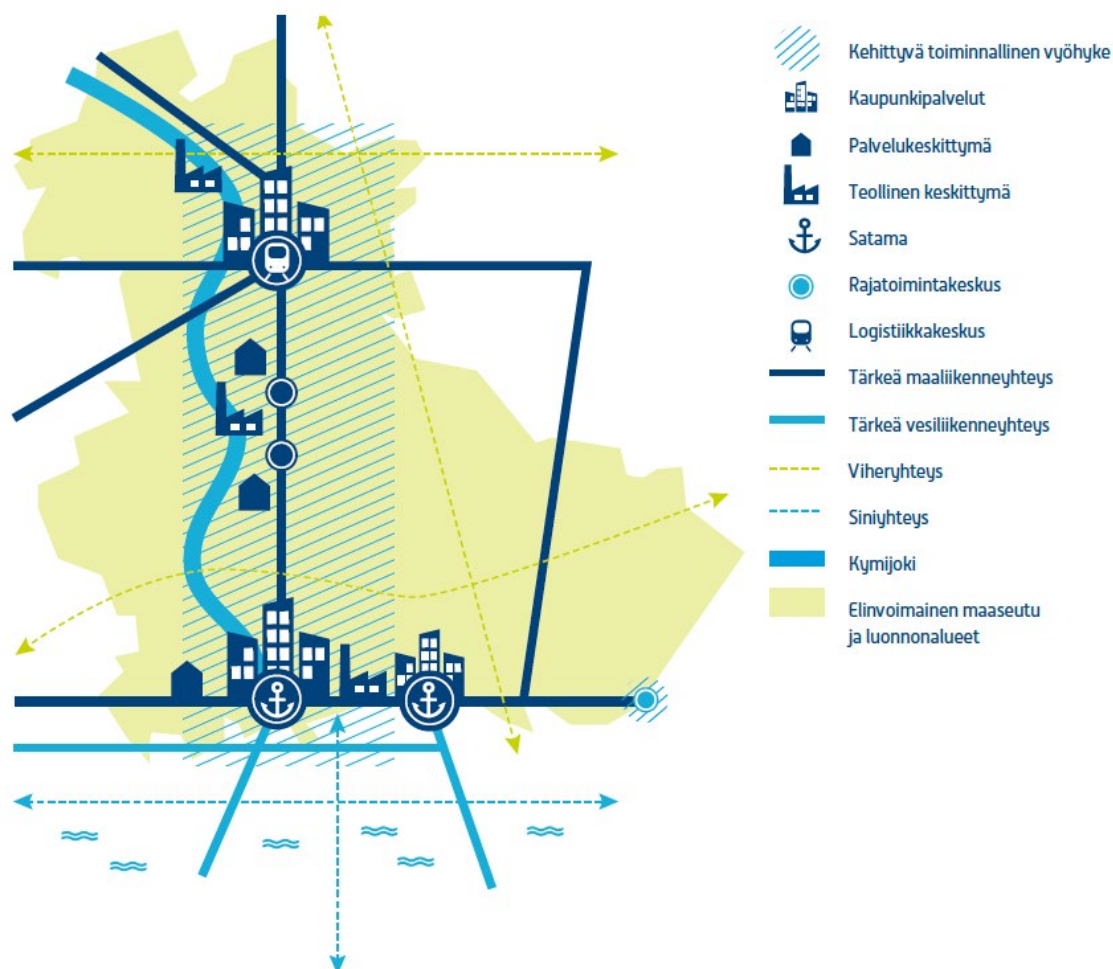 Kehittyvä toiminnallinen vyöhyke
Kaupunkipalvelut
Palvelukeskittymä
Teollinen keskittymä
Satama
Rajatoimintakeskus
Logistiikkakeskus
Tärkeä maaliikenneyhteys
Tärkeä vesiliikenneyhteys
Viheryhteys
Siniyhteys
Kymijoki
Elinvoimainen maaseutu
ja luonnonalueet